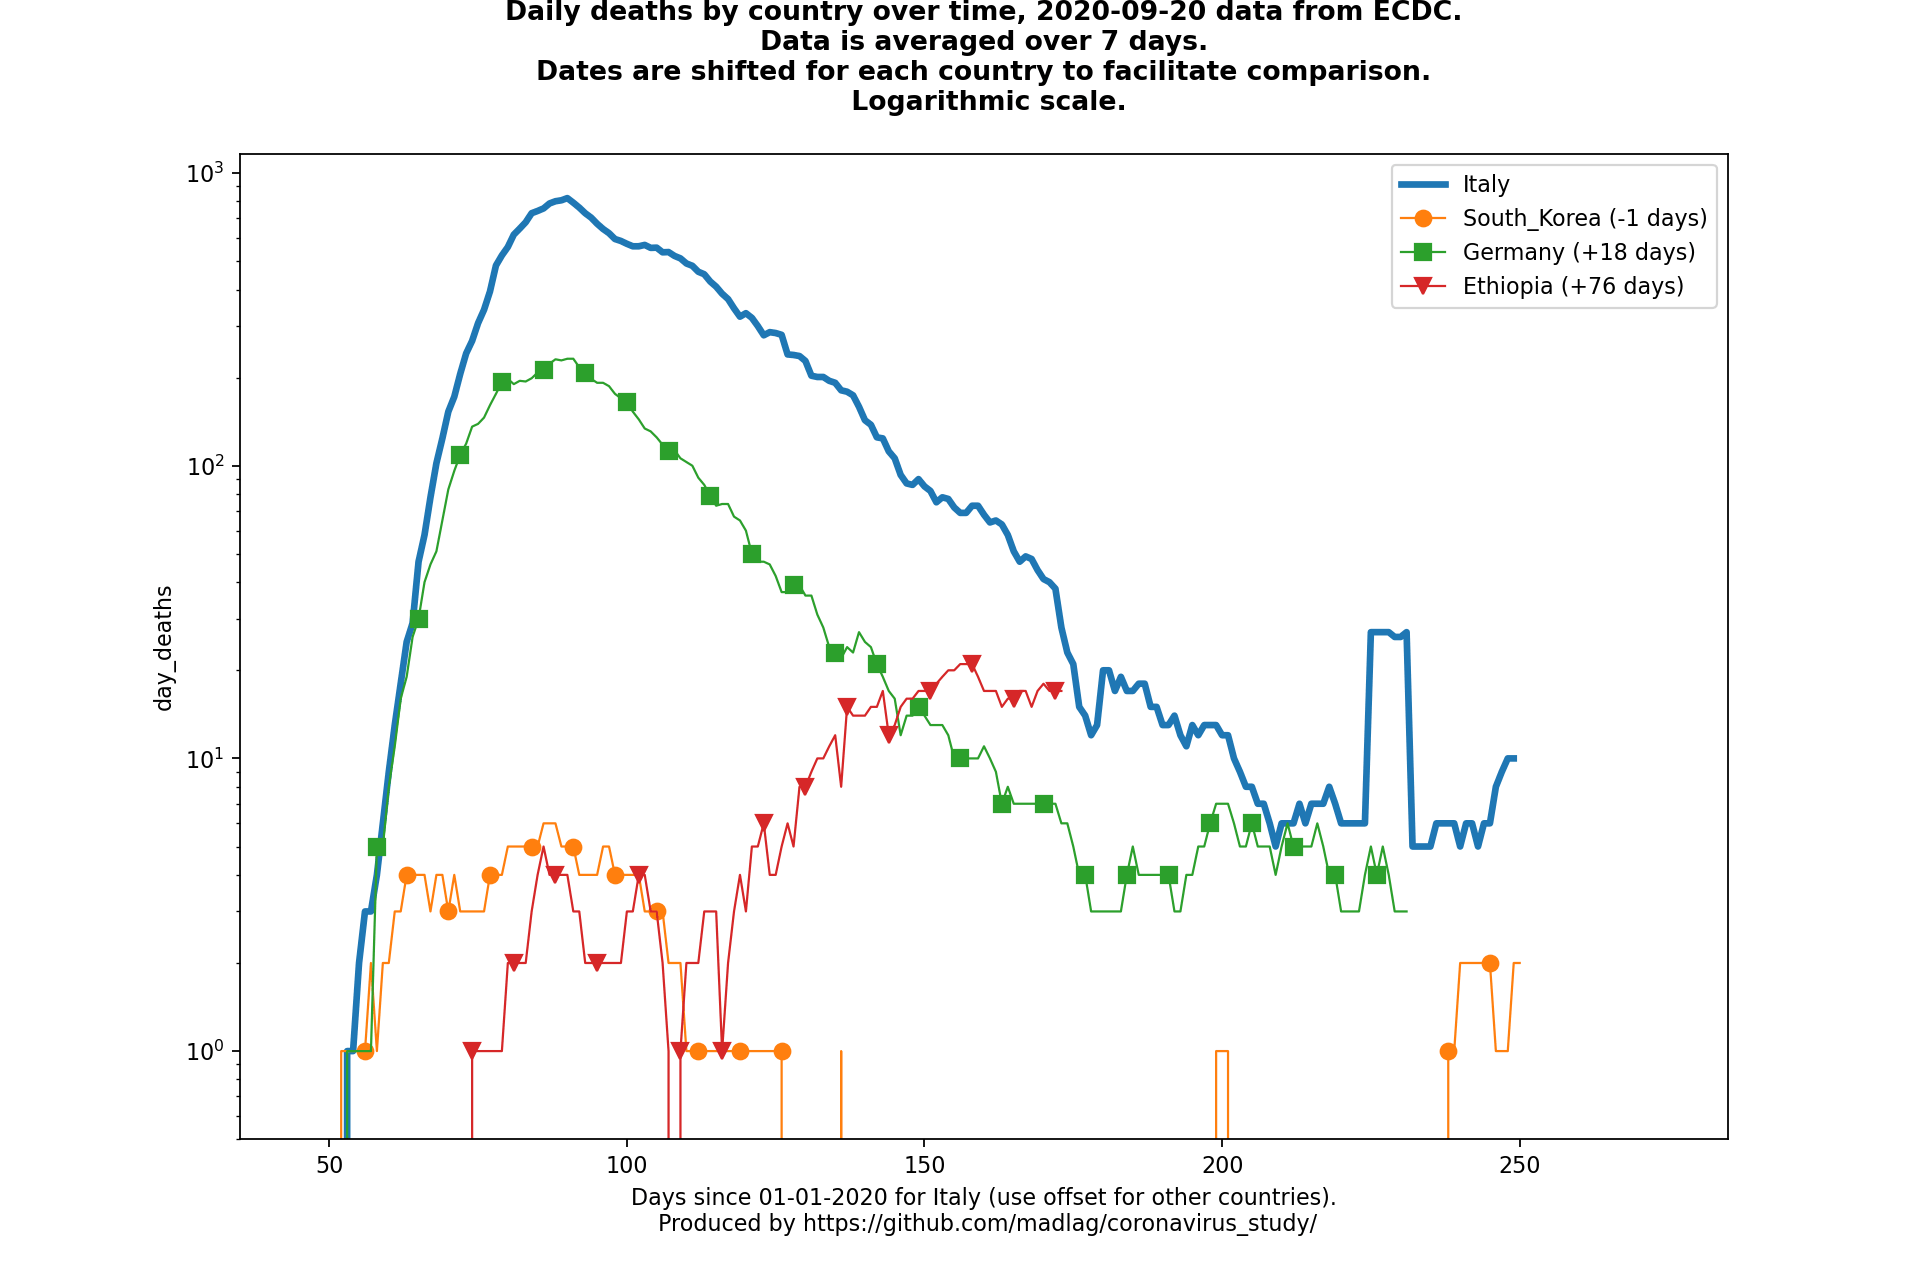 Daily deaths by country over time, 2020-09-20 data from ECDC.
Data is averaged over 7 days.
Dates are shifted for each country to facilitate comparison.
Logarithmic scale.
10³
10²
10¹
10⁰
day_deaths
Italy
South_Korea (-1 days)
Germany (+18 days)
Ethiopia (+76 days)
50 100 150 200 250
Days since 01-01-2020 for Italy (use offset for other countries).
Produced by https://github.com/madlag/coronavirus_study/